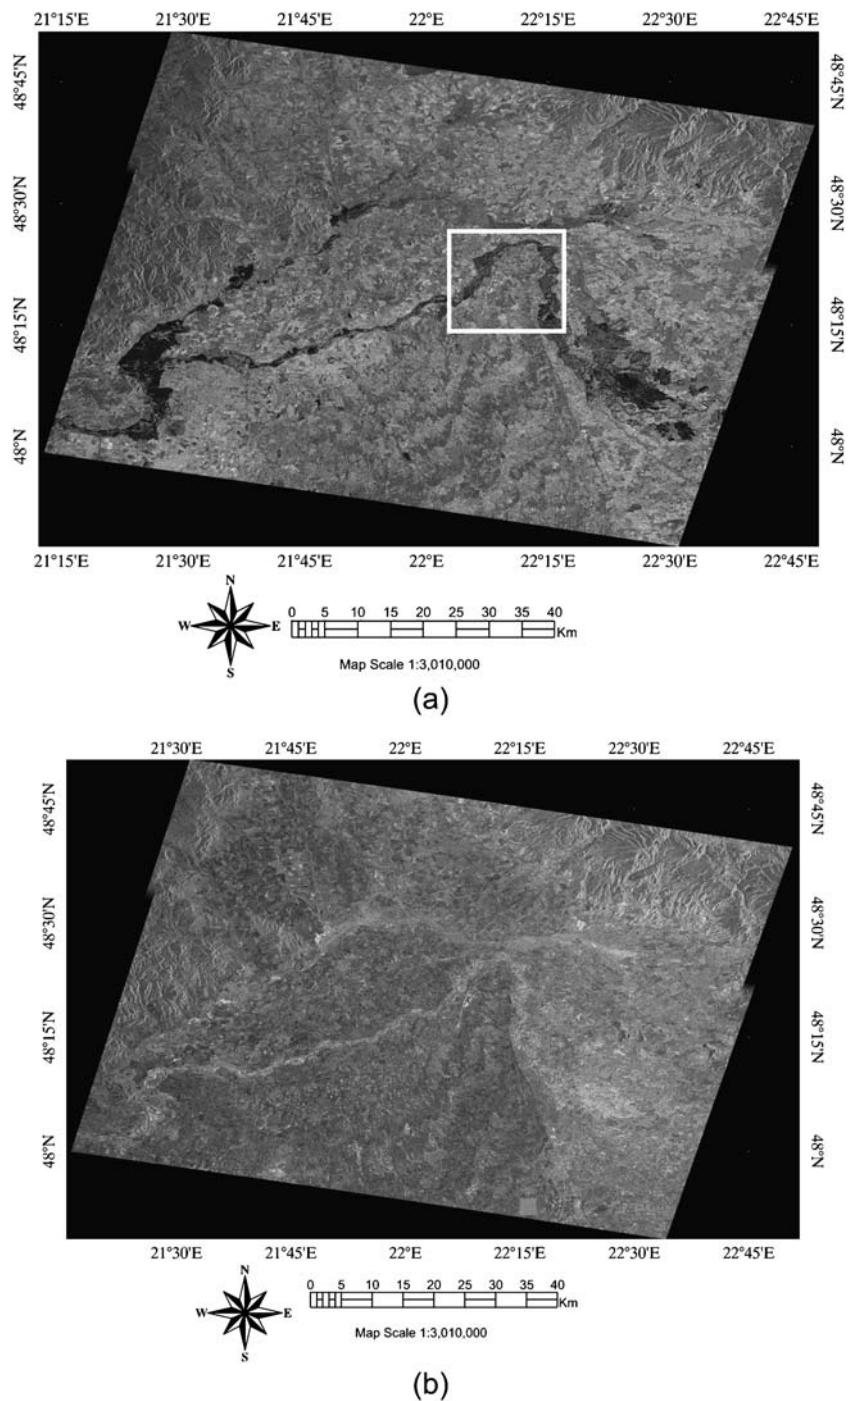 21°15'E 21°30'E 21°45'E 22°E 22°15'E 22°30'E 22°45'E
48°45'N 48°45'N
48°30'N 48°30'N
48°15'N 48°15'N
48°N 48°N
21°15'E 21°30'E 21°45'E 22°E 22°15'E 22°30'E 22°45'E
N
W E
S
0 5 10 15 20 25 30 35 40
Km
Map Scale 1:3,010,000
(a)
21°30'E 21°45'E 22°E 22°15'E 22°30'E 22°45'E
48°45'N 48°45'N
48°30'N 48°30'N
48°15'N 48°15'N
48°N 48°N
21°30'E 21°45'E 22°E 22°15'E 22°30'E 22°45'E
N
W E
S
0 5 10 15 20 25 30 35 40
Km
Map Scale 1:3,010,000
(b)